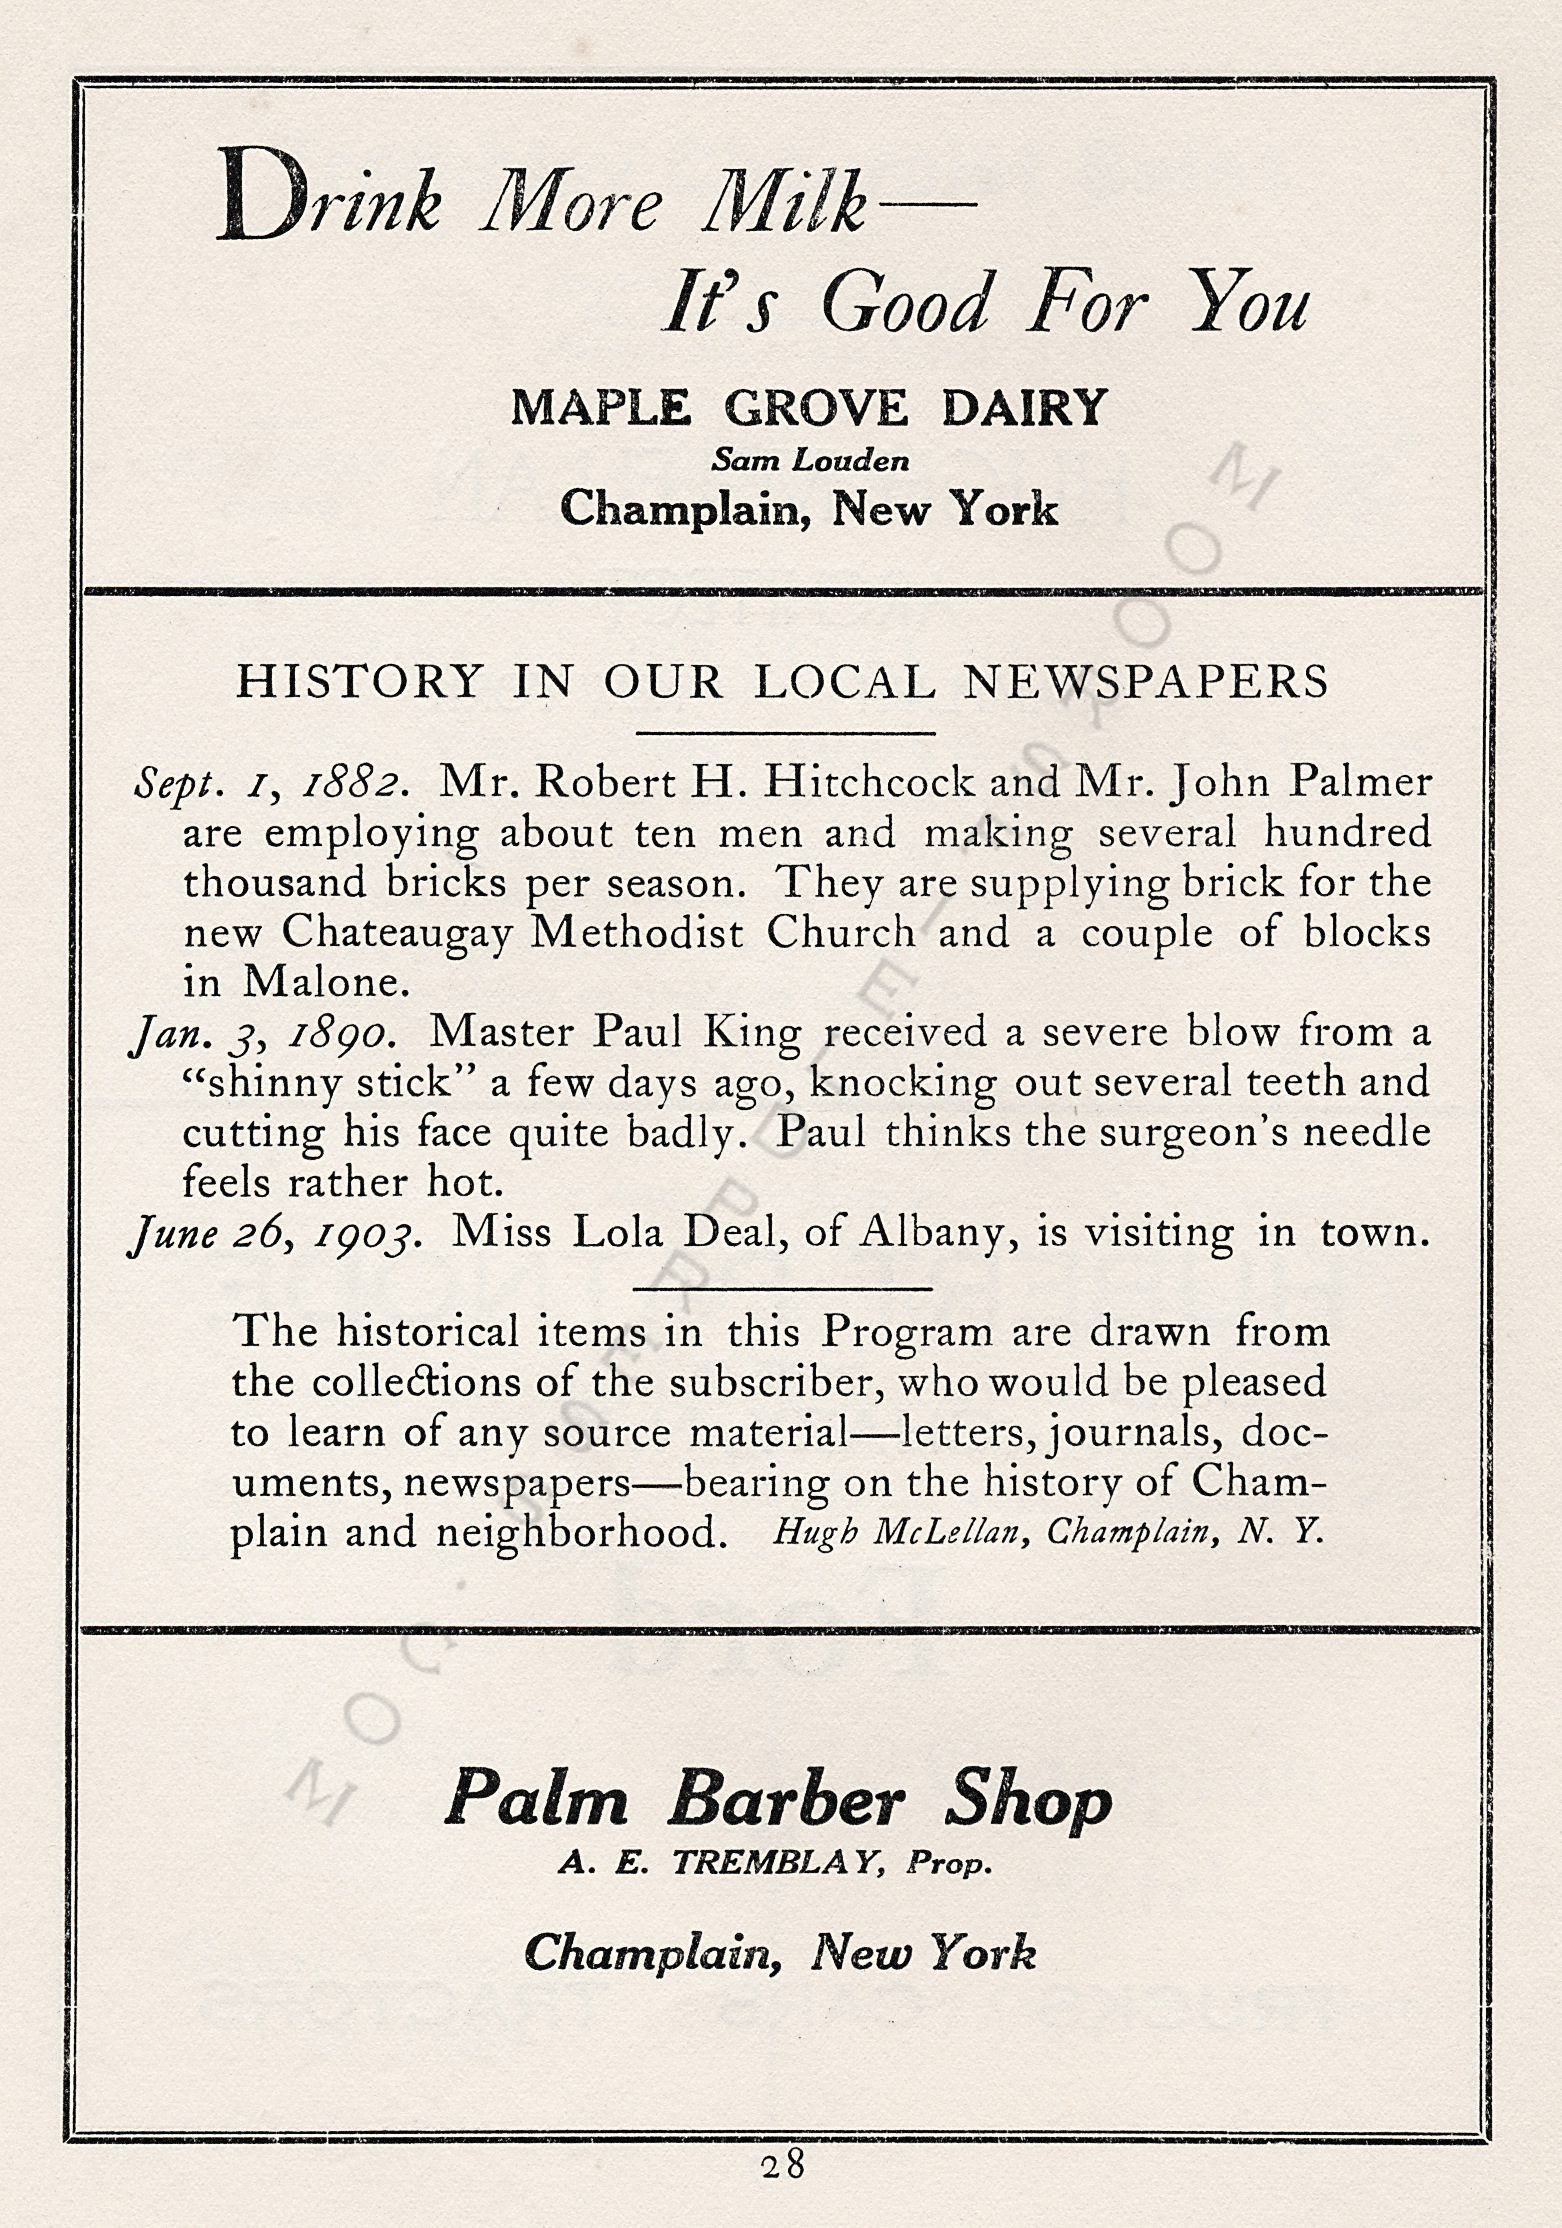 Drink More Milk—
It's Good For You
MAPLE GROVE DAIRY
Sam Louden
Champlain, New York
HISTORY IN OUR LOCAL NEWSPAPERS
Sept. 1, 1882. Mr. Robert H. Hitchcock and Mr. John Palmer
are employing about ten men and making several hundred
thousand bricks per season. They are supplying brick for the
new Chateaugay Methodist Church and a couple of blocks
in Malone.
Jan. 3, 1890. Master Paul King received a severe blow from a
“shinny stick” a few days ago, knocking out several teeth and
cutting his face quite badly. Paul thinks the surgeon's needle
feels rather hot.
June 26, 1903. Miss Lola Deal, of Albany, is visiting in town.
The historical items in this Program are drawn from
the collections of the subscriber, who would be pleased
to learn of any source material—letters, journals, doc-
uments, newspapers—bearing on the history of Cham-
plain and neighborhood. Hugh McLellan, Champlain, N. Y.
Palm Barber Shop
A. E. TREMBLAY, Prop.
Champlain, New York
28